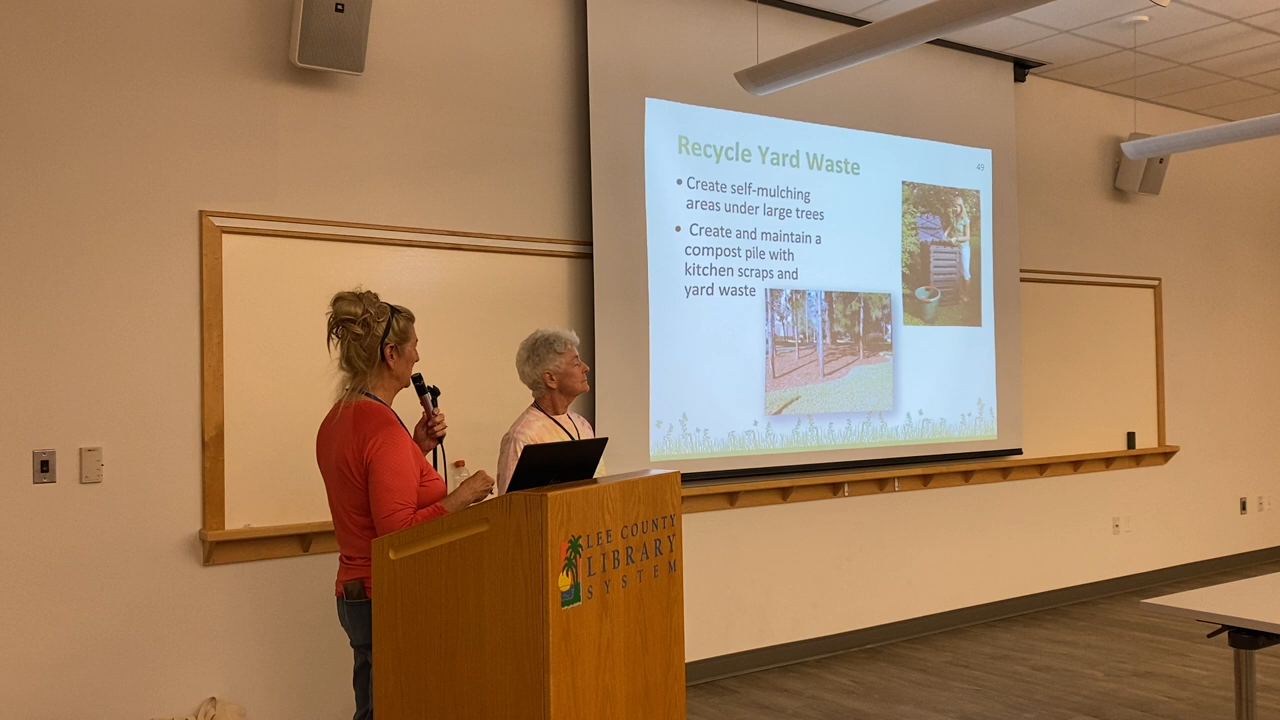 Recycle Yard Waste
49
• Create self-mulching
areas under large trees
• Create and maintain a
compost pile with
kitchen scraps and
yard waste
LEE COUNTY
LIBRARY
SYSTEM